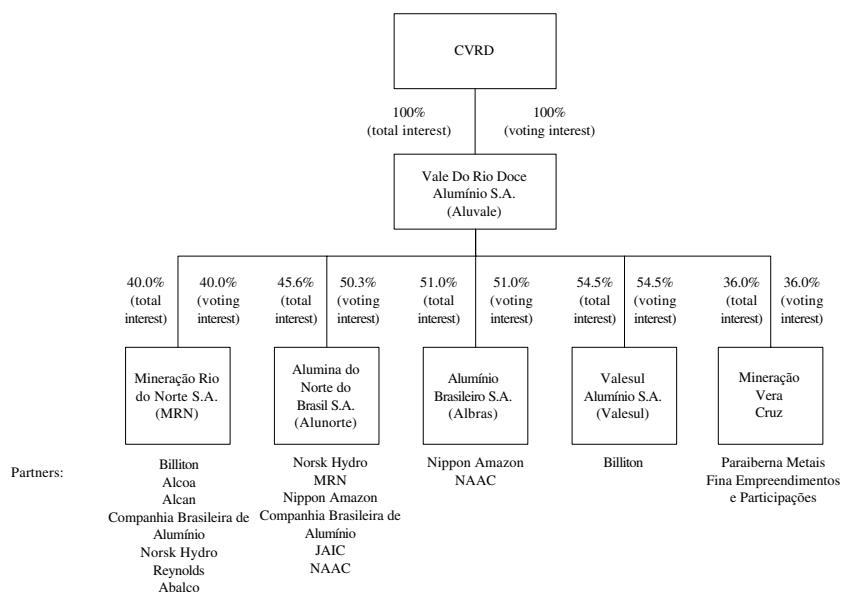 CVRD
100%
(total interest)
100%
(voting interest)
Vale Do Rio Doce
Alumínio S.A.
(Aluvale)
40.0%
(total
interest)
40.0%
(voting
interest)
45.6%
(total
interest)
50.3%
(voting
interest)
51.0%
(total
interest)
51.0%
(voting
interest)
54.5%
(total
interest)
54.5%
(voting
interest)
36.0%
(total
interest)
36.0%
(voting
interest)
Mineração Rio
do Norte S.A.
(MRN)
Alumina do
Norte do
Brasil S.A.
(Alunorte)
Alumínio
Brasileiro S.A.
(Albras)
Valesul
Alumínio S.A.
(Valesul)
Mineração
Vera
Cruz
Partners:
Billiton
Alcoa
Alcan
Companhia Brasileira de
Alumínio
Norsk Hydro
Reynolds
Abalco
Norsk Hydro
MRN
Nippon Amazon
Companhia Brasileira de
Alumínio
JAIC
NAAC
Nippon Amazon
NAAC
Billiton
Paraiberna Metais
Fina Empreendimentos
e Participações